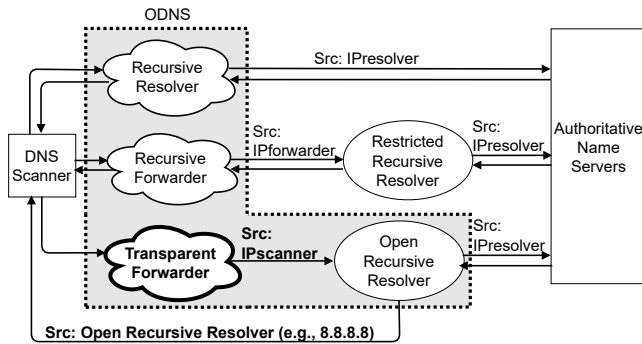 ODNS
Recursive
Resolver
Src: IPresolver
DNS
Scanner
Recursive
Forwarder
Src:
IPforwarder
Restricted
Recursive
Resolver
Src:
IPresolver
Authoritative
Name
Servers
Transparent
Forwarder
Src:
IPscanner
Open
Recursive
Resolver
Src:
IPresolver
Src: Open Recursive Resolver (e.g., 8.8.8.8)